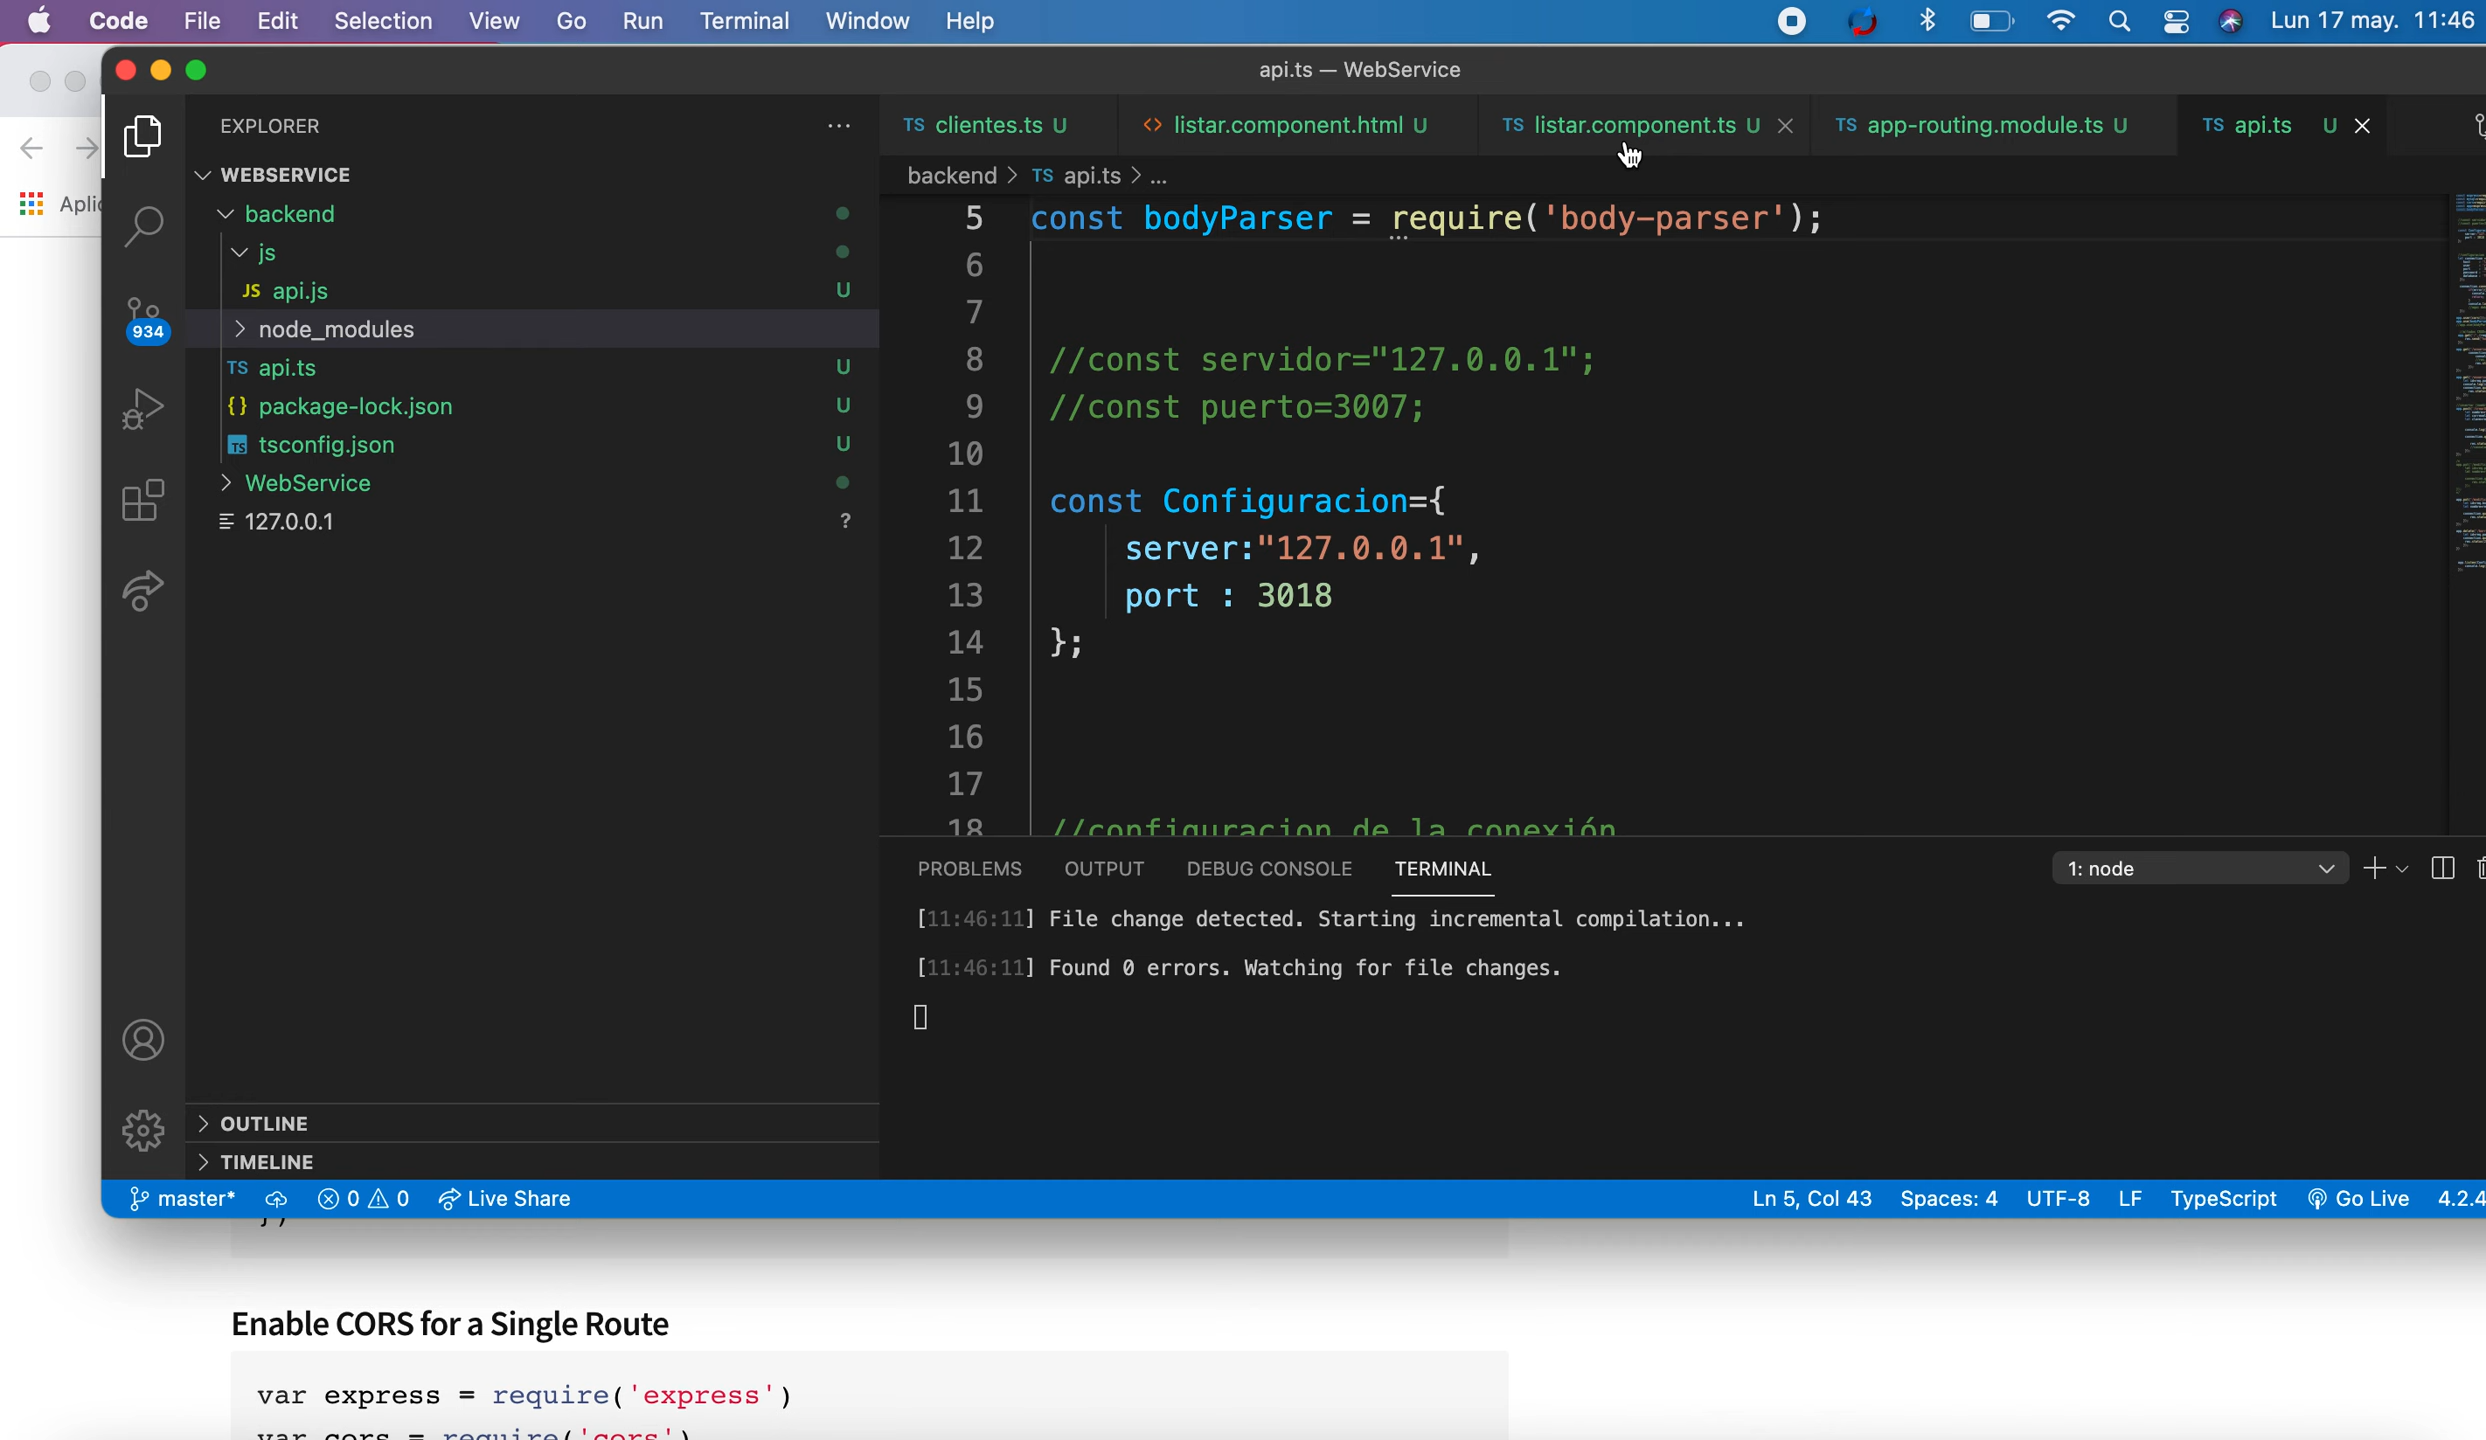 Code File Edit Selection View Go Run Terminal Window Help Lun 17 may. 11:46
api.ts — WebService
Aplic
EXPLORER
WEBSERVICE
backend
js
JS api.js U
node_modules
TS api.ts U
{} package-lock.json U
TS tsconfig.json U
WebService
127.0.0.1 ?
934
OUTLINE
TIMELINE
TS clientes.ts U <> listar.component.html U TS listar.component.ts U TS app-routing.module.ts U TS api.ts U
backend > TS api.ts > ...
5 const bodyParser = require('body-parser');
6
7
8 //const servidor="127.0.0.1";
9 //const puerto=3007;
10
11 const Configuracion={
12 server:"127.0.0.1",
13 port : 3018
14 };
15
16
17
18 //configuracion de la conexión
PROBLEMS OUTPUT DEBUG CONSOLE TERMINAL 1: node
[11:46:11] File change detected. Starting incremental compilation...
[11:46:11] Found 0 errors. Watching for file changes.
master* 0 0 Live Share Ln 5, Col 43 Spaces: 4 UTF-8 LF TypeScript Go Live 4.2.4
})
Enable CORS for a Single Route
var express = require('express')
var cors = require('cors')